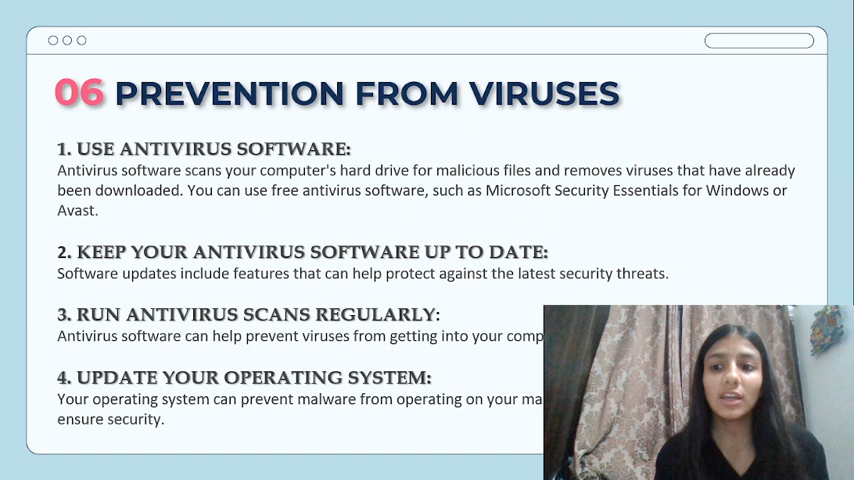 06 PREVENTION FROM VIRUSES
1. USE ANTIVIRUS SOFTWARE:
Antivirus software scans your computer's hard drive for malicious files and removes viruses that have already
been downloaded. You can use free antivirus software, such as Microsoft Security Essentials for Windows or
Avast.
2. KEEP YOUR ANTIVIRUS SOFTWARE UP TO DATE:
Software updates include features that can help protect against the latest security threats.
3. RUN ANTIVIRUS SCANS REGULARLY:
Antivirus software can help prevent viruses from getting into your
4. UPDATE YOUR OPERATING SYSTEM:
Your operating system can prevent malware from operating on your
ensure security.